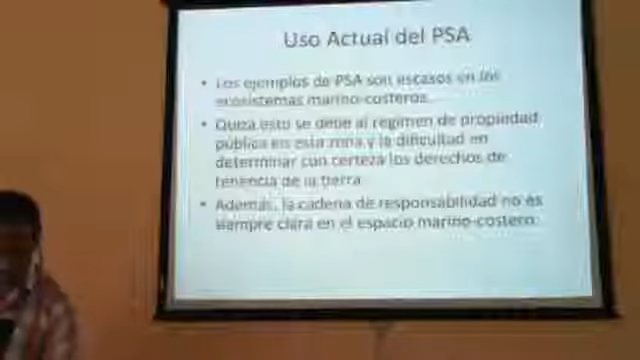 Uso Actual del PSA
• Los ejemplos de PSA son escasos en los
ecosistemas marino-costeros.
• Quizá esto se debe al régimen de propiedad
pública en esta zona y la dificultad en
determinar con certeza los derechos de
tenencia de la tierra
• Además, la cadena de responsabilidad no es
siempre clara en el espacio marino-costero.